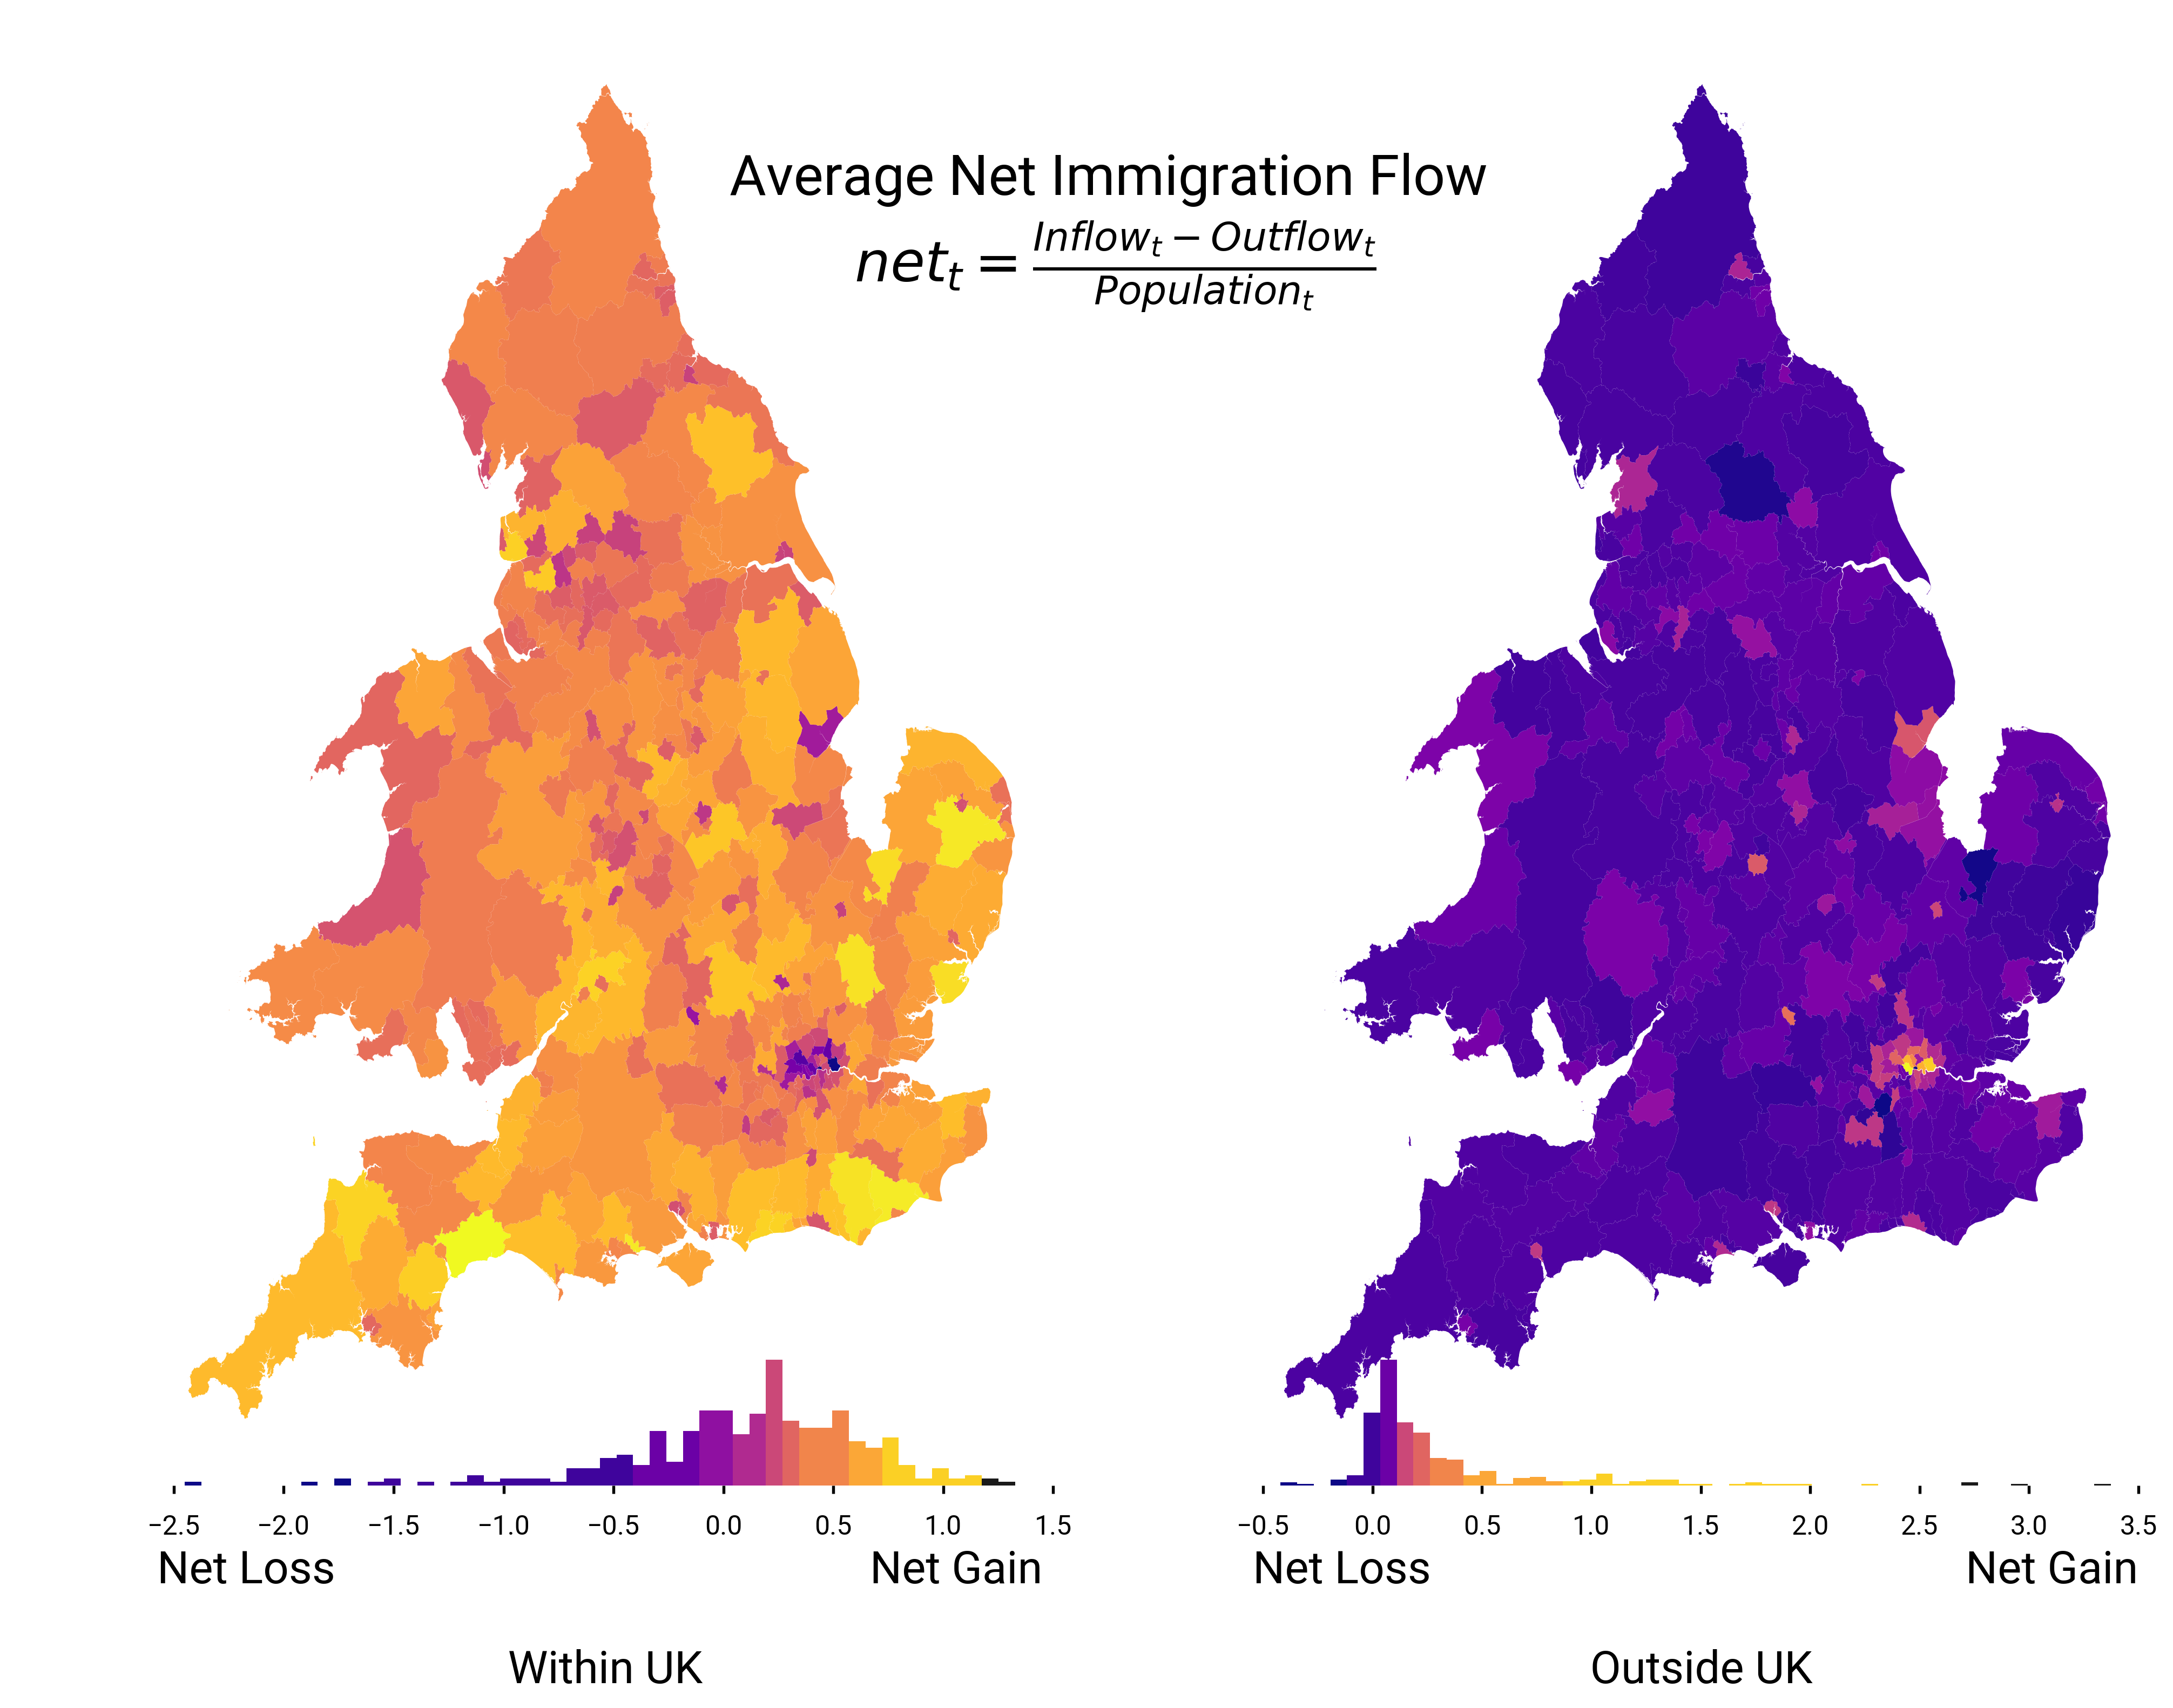 Average Net Immigration Flow
net_t = (Inflow_t − Outflow_t) / Population_t
−2.5 −2.0 −1.5 −1.0 −0.5 0.0 0.5 1.0 1.5
Net Loss Net Gain
Within UK
−0.5 0.0 0.5 1.0 1.5 2.0 2.5 3.0 3.5
Net Loss Net Gain
Outside UK